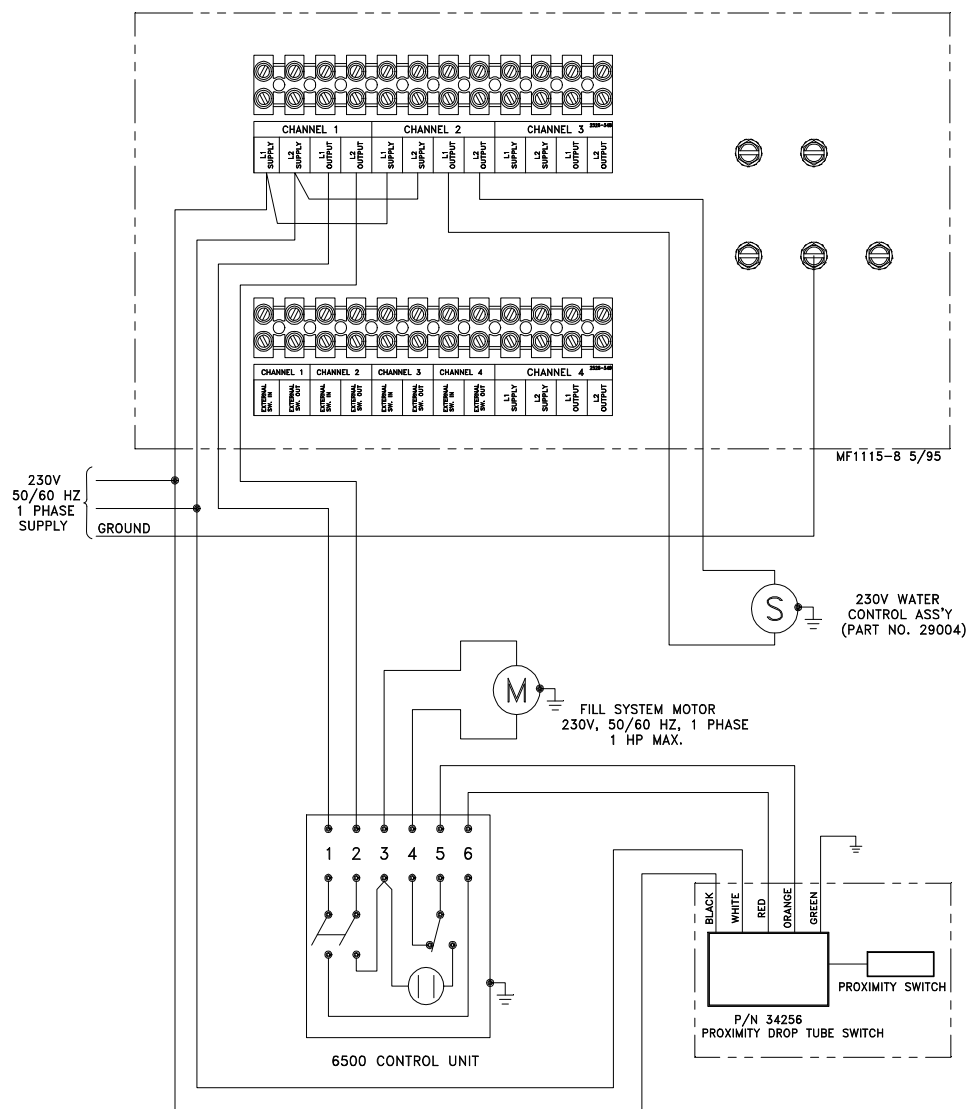 CHANNEL 1 CHANNEL 2 CHANNEL 3
L1 SUPPLY
L2 SUPPLY
L1 OUTPUT
L2 OUTPUT
L1 SUPPLY
L2 SUPPLY
L1 OUTPUT
L2 OUTPUT
L1 SUPPLY
L2 SUPPLY
L1 OUTPUT
L2 OUTPUT
CHANNEL 1 CHANNEL 2 CHANNEL 3 CHANNEL 4 CHANNEL 4
EXTERNAL SW. IN
EXTERNAL SW. OUT
EXTERNAL SW. IN
EXTERNAL SW. OUT
EXTERNAL SW. IN
EXTERNAL SW. OUT
EXTERNAL SW. IN
EXTERNAL SW. OUT
L1 SUPPLY
L2 SUPPLY
L1 OUTPUT
L2 OUTPUT
MF1115-8 5/95
230V
50/60 HZ
1 PHASE
SUPPLY
GROUND
S
230V WATER
CONTROL ASS'Y
(PART NO. 29004)
M
FILL SYSTEM MOTOR
230V, 50/60 HZ, 1 PHASE
1 HP MAX.
1 2 3 4 5 6
6500 CONTROL UNIT
BLACK
WHITE
RED
ORANGE
GREEN
PROXIMITY SWITCH
P/N 34256
PROXIMITY DROP TUBE SWITCH